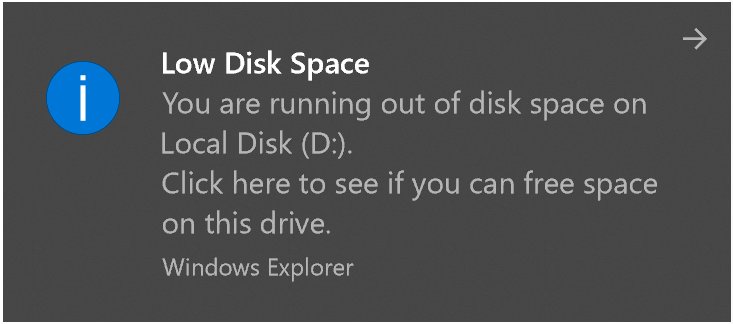 Low Disk Space
You are running out of disk space on
Local Disk (D:).
Click here to see if you can free space
on this drive.
Windows Explorer